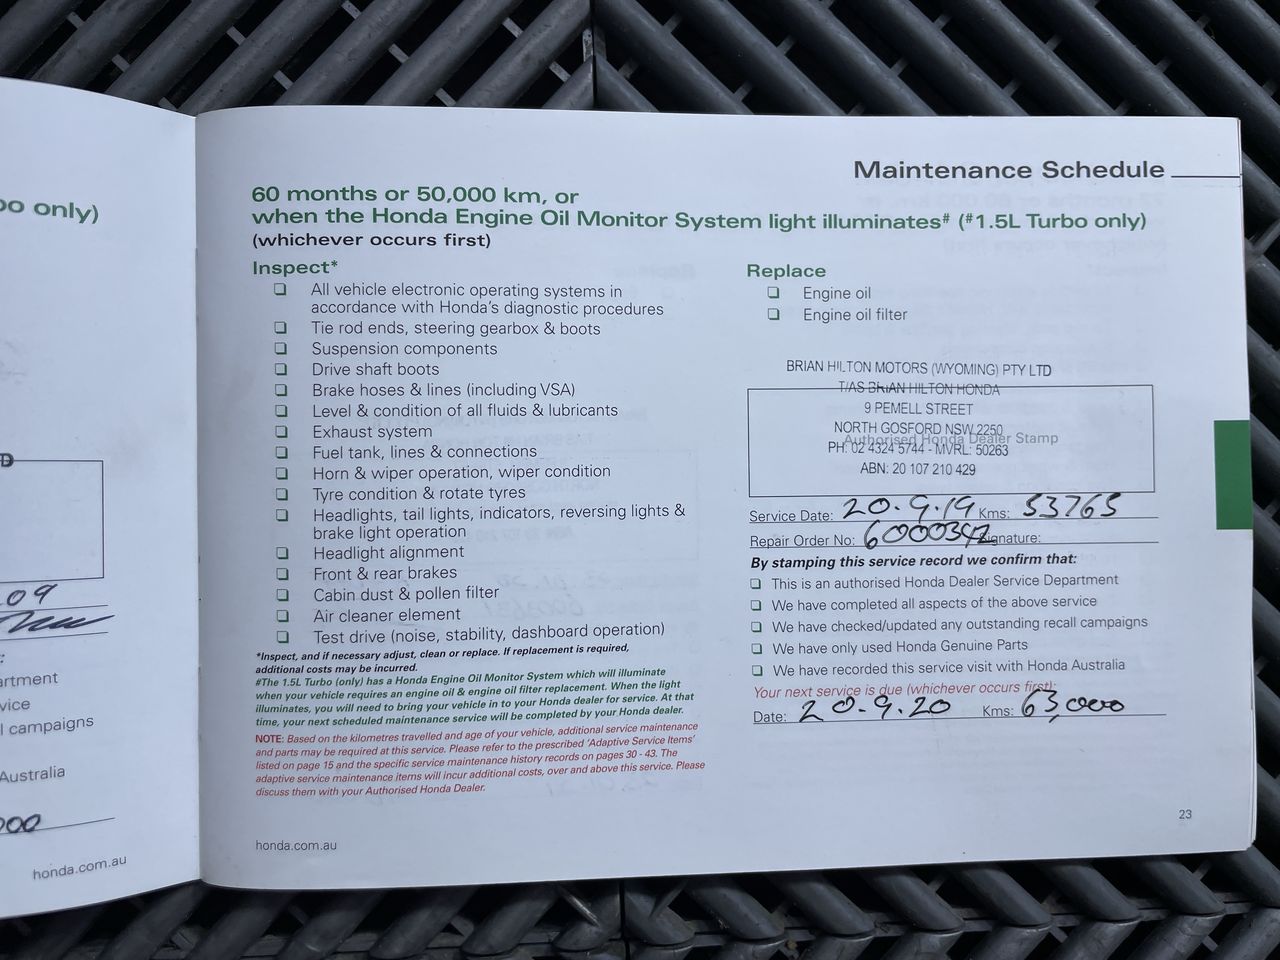 oo only)
D
09
:
artment
vice
l campaigns
Australia
000
honda.com.au
Maintenance Schedule
60 months or 50,000 km, or
when the Honda Engine Oil Monitor System light illuminates# (#1.5L Turbo only)
(whichever occurs first)
Inspect*
All vehicle electronic operating systems in
accordance with Honda's diagnostic procedures
Tie rod ends, steering gearbox & boots
Suspension components
Drive shaft boots
Brake hoses & lines (including VSA)
Level & condition of all fluids & lubricants
Exhaust system
Fuel tank, lines & connections
Horn & wiper operation, wiper condition
Tyre condition & rotate tyres
Headlights, tail lights, indicators, reversing lights &
brake light operation
Headlight alignment
Front & rear brakes
Cabin dust & pollen filter
Air cleaner element
Test drive (noise, stability, dashboard operation)
*Inspect, and if necessary adjust, clean or replace. If replacement is required,
additional costs may be incurred.
#The 1.5L Turbo (only) has a Honda Engine Oil Monitor System which will illuminate
when your vehicle requires an engine oil & engine oil filter replacement. When the light
illuminates, you will need to bring your vehicle in to your Honda dealer for service. At that
time, your next scheduled maintenance service will be completed by your Honda dealer.
NOTE: Based on the kilometres travelled and age of your vehicle, additional service maintenance
and parts may be required at this service. Please refer to the prescribed 'Adaptive Service Items'
listed on page 15 and the specific service maintenance history records on pages 30 - 43. The
adaptive service maintenance items will incur additional costs, over and above this service. Please
discuss them with your Authorised Honda Dealer.
honda.com.au
Replace
Engine oil
Engine oil filter
BRIAN HILTON MOTORS (WYOMING) PTY LTD
T/AS BRIAN HILTON HONDA
9 PEMELL STREET
NORTH GOSFORD NSW 2250
Authorised Honda Dealer Stamp
PH: 02 4324 5744 - MVRL: 50263
ABN: 20 107 210 429
Service Date: 20.9.19 Kms: 53765
Repair Order No: 6000342 Signature:
By stamping this service record we confirm that:
This is an authorised Honda Dealer Service Department
We have completed all aspects of the above service
We have checked/updated any outstanding recall campaigns
We have only used Honda Genuine Parts
We have recorded this service visit with Honda Australia
Your next service is due (whichever occurs first):
Date: 20.9.20 Kms: 63,000
23